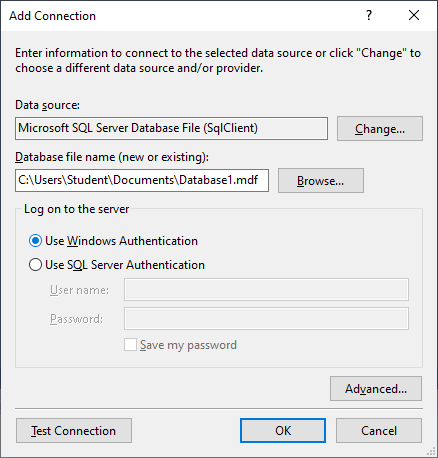 Add Connection
Enter information to connect to the selected data source or click "Change" to
choose a different data source and/or provider.
Data source:
Microsoft SQL Server Database File (SqlClient)
Change...
Database file name (new or existing):
C:\Users\Student\Documents\Database1.mdf
Browse...
Log on to the server
Use Windows Authentication
Use SQL Server Authentication
User name:
Password:
Save my password
Advanced...
Test Connection
OK
Cancel